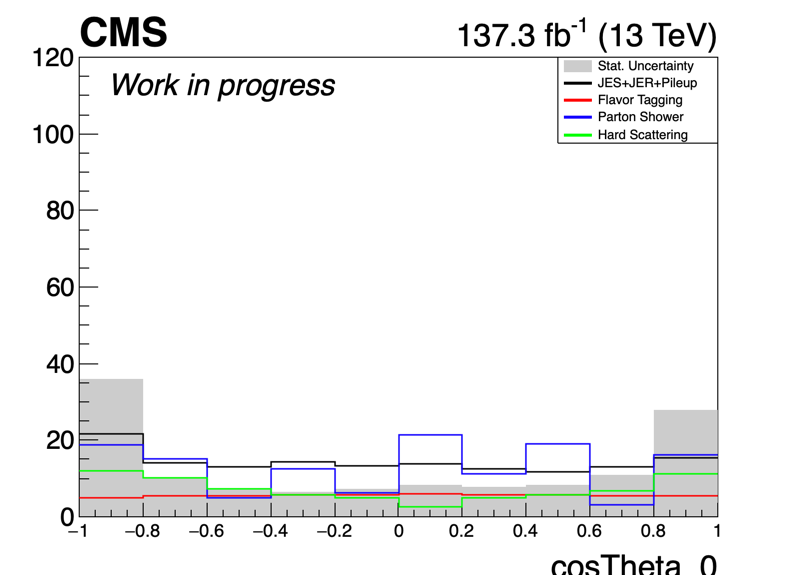 CMS
137.3 fb-1 (13 TeV)
Work in progress
Stat. Uncertainty
JES+JER+Pileup
Flavor Tagging
Parton Shower
Hard Scattering
120
100
80
60
40
20
0
−1 −0.8 −0.6 −0.4 −0.2 0 0.2 0.4 0.6 0.8 1
cosTheta_0